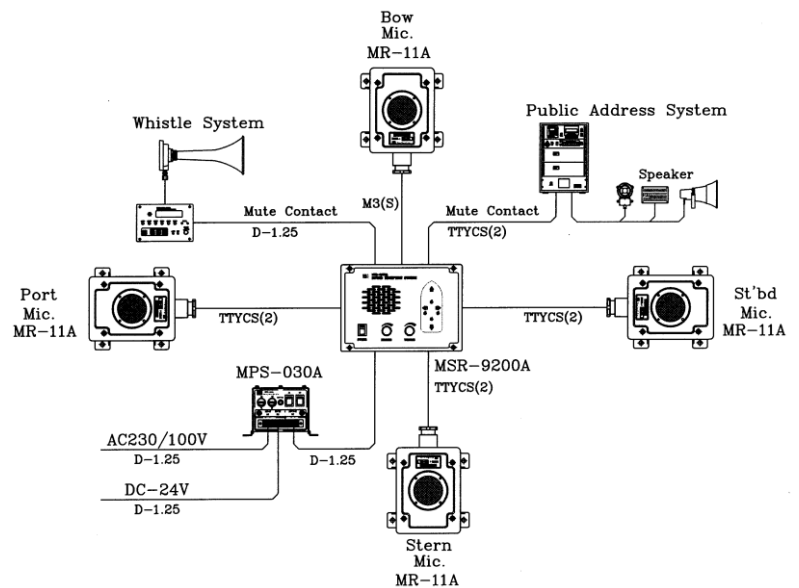 Bow
Mic.
MR-11A
Whistle System
Public Address System
Speaker
M3(S)
Mute Contact
D-1.25
Mute Contact
TTYCS(2)
Port
Mic.
MR-11A
TTYCS(2)
TTYCS(2)
St'bd
Mic.
MR-11A
MSR-9200A
TTYCS(2)
MPS-030A
AC230/100V
D-1.25
D-1.25
DC-24V
D-1.25
Stern
Mic.
MR-11A